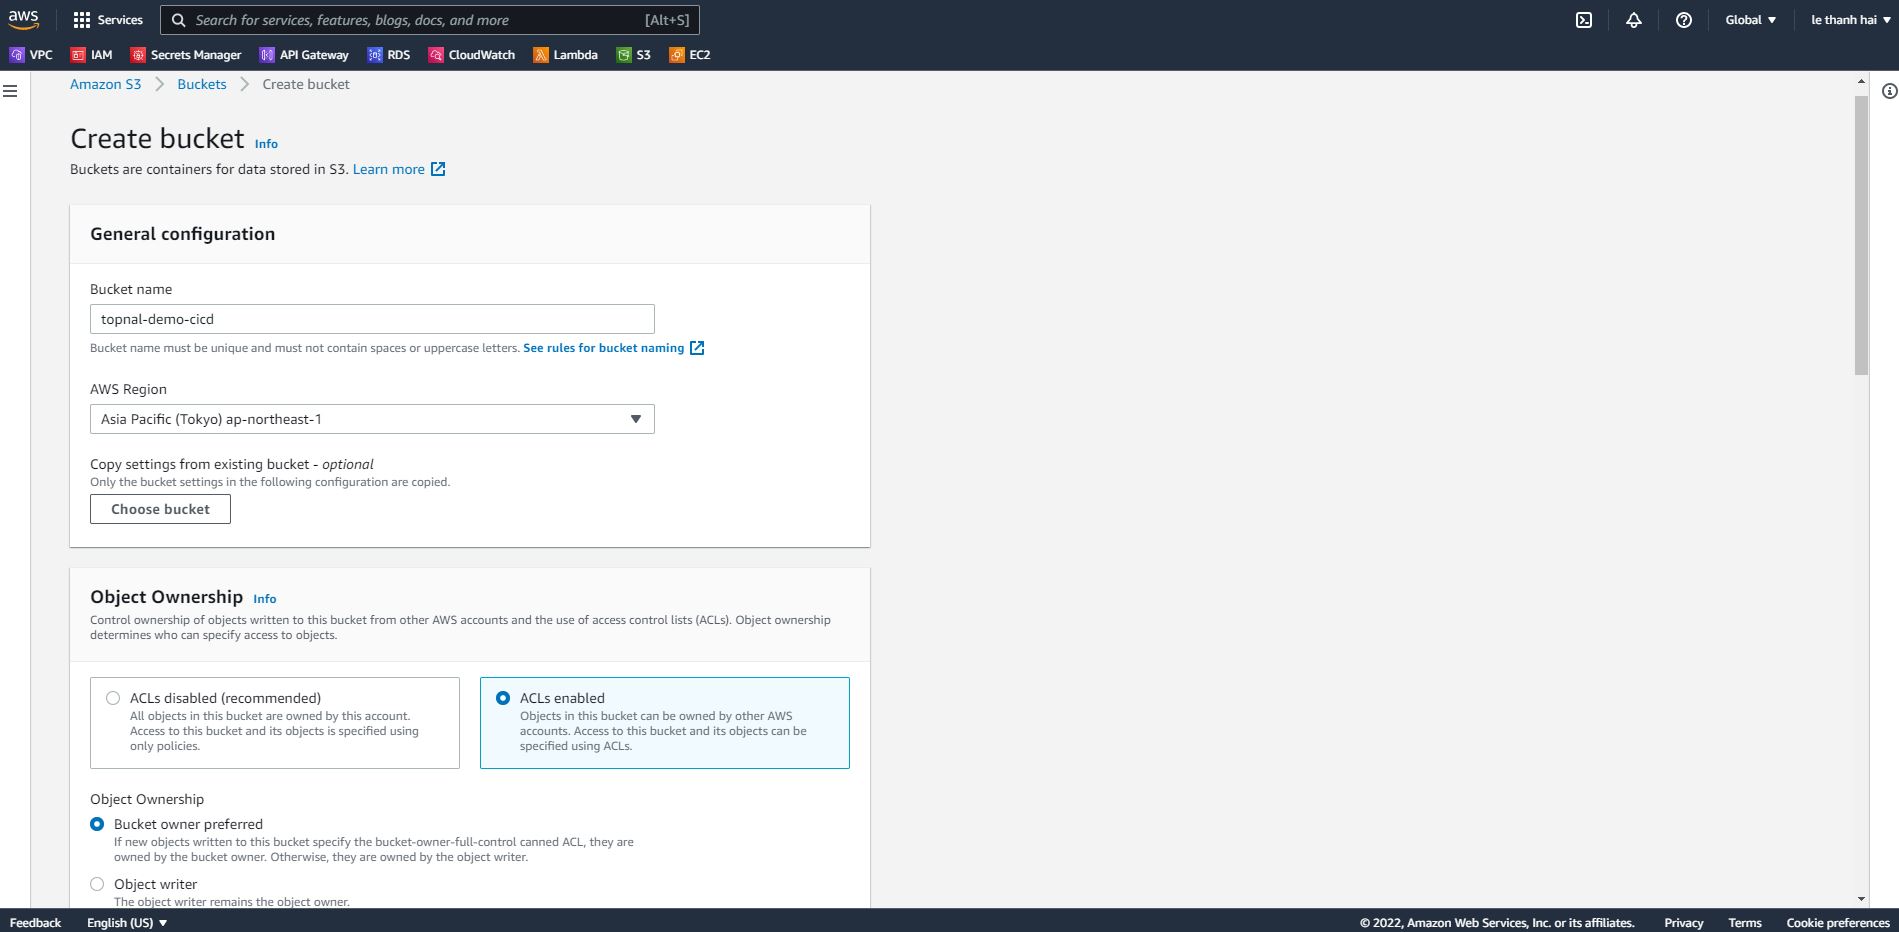 aws Services Search for services, features, blogs, docs, and more [Alt+S] Global le thanh hai
VPC IAM Secrets Manager API Gateway RDS CloudWatch Lambda S3 EC2
Amazon S3 Buckets Create bucket
Create bucket Info
Buckets are containers for data stored in S3. Learn more
General configuration
Bucket name
topnal-demo-cicd
Bucket name must be unique and must not contain spaces or uppercase letters. See rules for bucket naming
AWS Region
Asia Pacific (Tokyo) ap-northeast-1
Copy settings from existing bucket - optional
Only the bucket settings in the following configuration are copied.
Choose bucket
Object Ownership Info
Control ownership of objects written to this bucket from other AWS accounts and the use of access control lists (ACLs). Object ownership
determines who can specify access to objects.
ACLs disabled (recommended)
All objects in this bucket are owned by this account.
Access to this bucket and its objects is specified using
only policies.
ACLs enabled
Objects in this bucket can be owned by other AWS
accounts. Access to this bucket and its objects can be
specified using ACLs.
Object Ownership
Bucket owner preferred
If new objects written to this bucket specify the bucket-owner-full-control canned ACL, they are
owned by the bucket owner. Otherwise, they are owned by the object writer.
Object writer
The object writer remains the object owner.
Feedback English (US) © 2022, Amazon Web Services, Inc. or its affiliates. Privacy Terms Cookie preferences